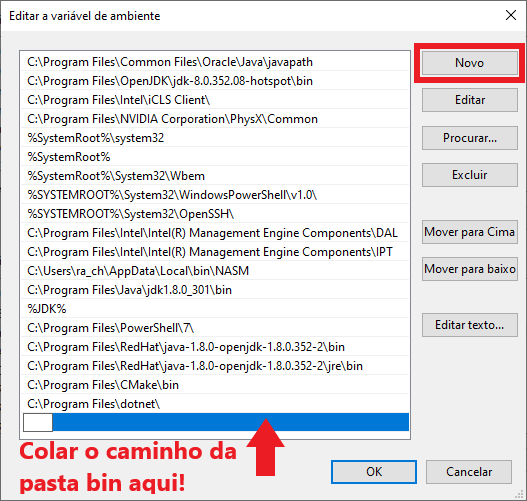 Editar a variável de ambiente
C:\Program Files\Common Files\Oracle\Java\javapath
C:\Program Files\OpenJDK\jdk-8.0.352.08-hotspot\bin
C:\Program Files\Intel\iCLS Client\
C:\Program Files\NVIDIA Corporation\PhysX\Common
%SystemRoot%\system32
%SystemRoot%
%SystemRoot%\System32\Wbem
%SYSTEMROOT%\System32\WindowsPowerShell\v1.0\
%SYSTEMROOT%\System32\OpenSSH\
C:\Program Files\Intel\Intel(R) Management Engine Components\DAL
C:\Program Files\Intel\Intel(R) Management Engine Components\IPT
C:\Users\ra_ch\AppData\Local\bin\NASM
C:\Program Files\Java\jdk1.8.0_301\bin
%JDK%
C:\Program Files\PowerShell\7\
C:\Program Files\RedHat\java-1.8.0-openjdk-1.8.0.352-2\bin
C:\Program Files\RedHat\java-1.8.0-openjdk-1.8.0.352-2\jre\bin
C:\Program Files\CMake\bin
C:\Program Files\dotnet\
Novo
Editar
Procurar...
Excluir
Mover para Cima
Mover para baixo
Editar texto...
Colar o caminho da
pasta bin aqui!
OK
Cancelar